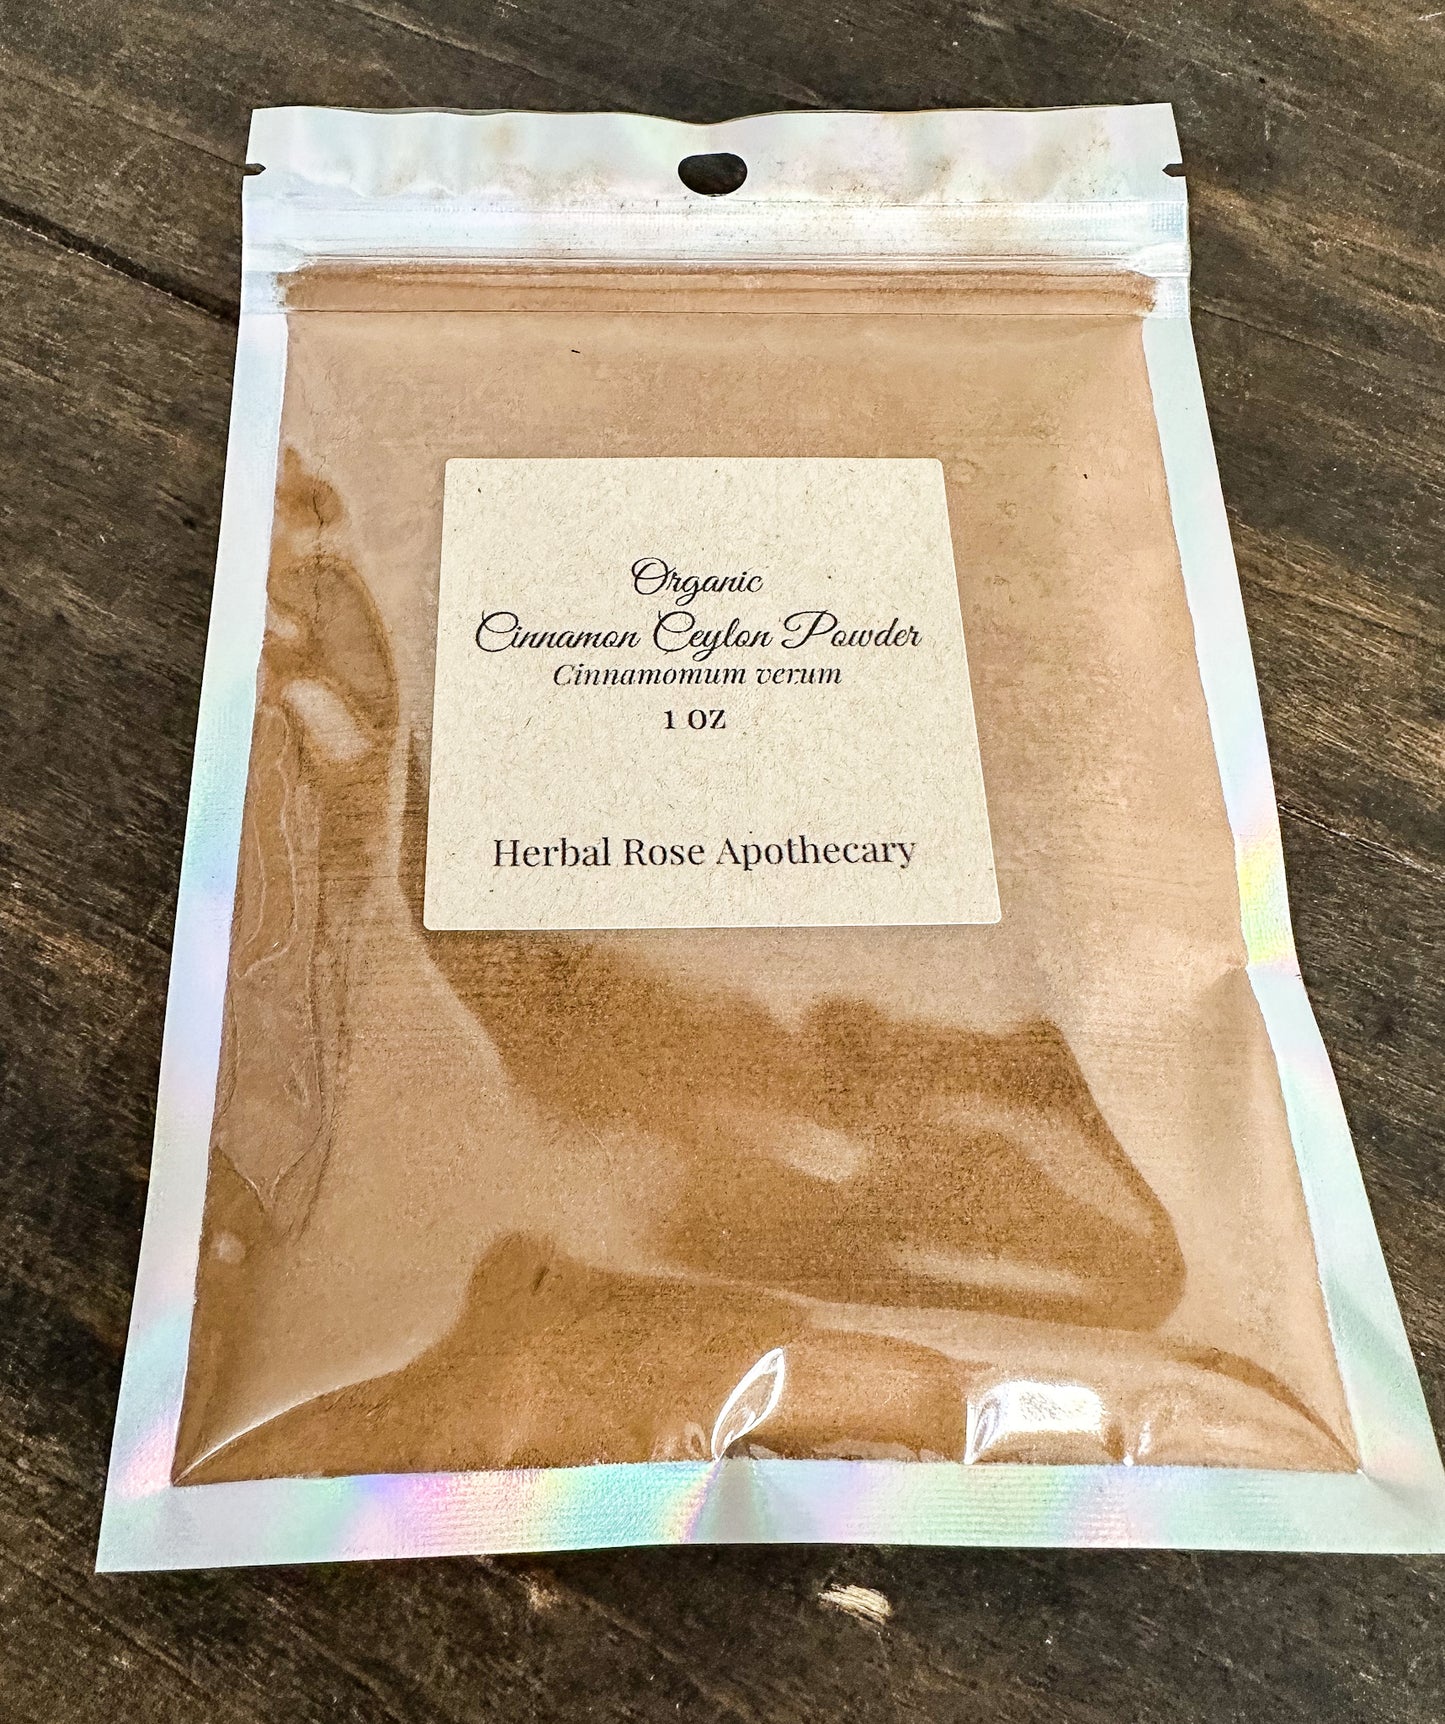 Organic
Cinnamon Ceylon Powder
Cinnamomum verum
1 oz
Herbal Rose Apothecary